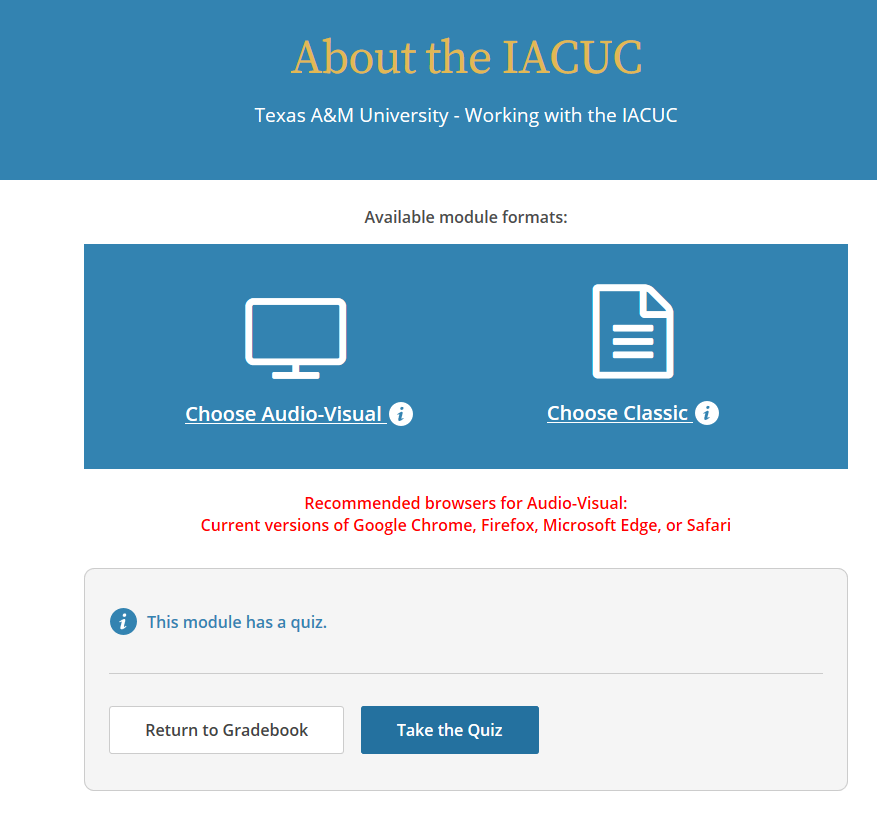 About the IACUC
Texas A&M University - Working with the IACUC
Available module formats:
Choose Audio-Visual i
Choose Classic i
Recommended browsers for Audio-Visual:
Current versions of Google Chrome, Firefox, Microsoft Edge, or Safari
i This module has a quiz.
Return to Gradebook
Take the Quiz